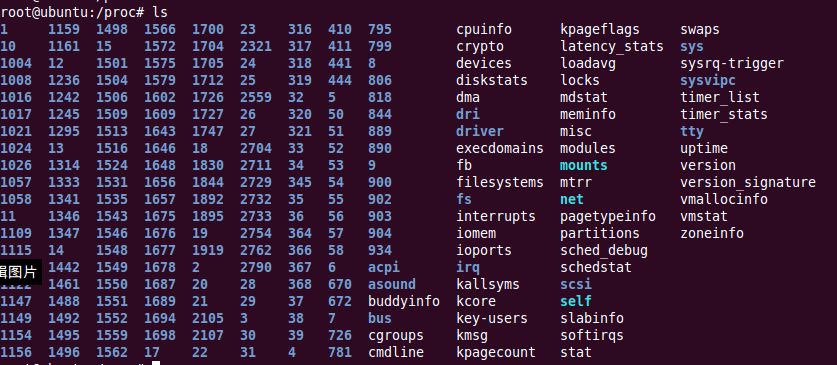 root@ubuntu:/proc# ls
1 1159 1498 1566 1700 23 316 410 795 cpuinfo kpageflags swaps
10 1161 15 1572 1704 2321 317 411 799 crypto latency_stats sys
1004 12 1501 1575 1705 24 318 441 8 devices loadavg sysrq-trigger
1008 1236 1504 1579 1712 25 319 444 806 diskstats locks sysvipc
1016 1242 1506 1602 1726 2559 32 5 818 dma mdstat timer_list
1017 1245 1509 1609 1727 26 320 50 844 dri meminfo timer_stats
1021 1295 1513 1643 1747 27 321 51 889 driver misc tty
1024 13 1516 1646 18 2704 33 52 890 execdomains modules uptime
1026 1314 1524 1648 1830 2711 34 53 9 fb mounts version
1057 1333 1531 1656 1844 2729 345 54 900 filesystems mtrr version_signature
1058 1341 1535 1657 1892 2732 35 55 902 fs net vmallocinfo
11 1346 1543 1675 1895 2733 36 56 903 interrupts pagetypeinfo vmstat
1109 1347 1546 1676 19 2754 364 57 904 iomem partitions zoneinfo
1115 14 1548 1677 1919 2762 366 58 934 ioports sched_debug
辑图片 1442 1549 1678 2 2790 367 6 acpi irq schedstat
1461 1550 1687 20 28 368 670 asound kallsyms scsi
1147 1488 1551 1689 21 29 37 672 buddyinfo kcore self
1149 1492 1552 1694 2105 3 38 7 bus key-users slabinfo
1154 1495 1559 1698 2107 30 39 726 cgroups kmsg softirqs
1156 1496 1562 17 22 31 4 781 cmdline kpagecount stat